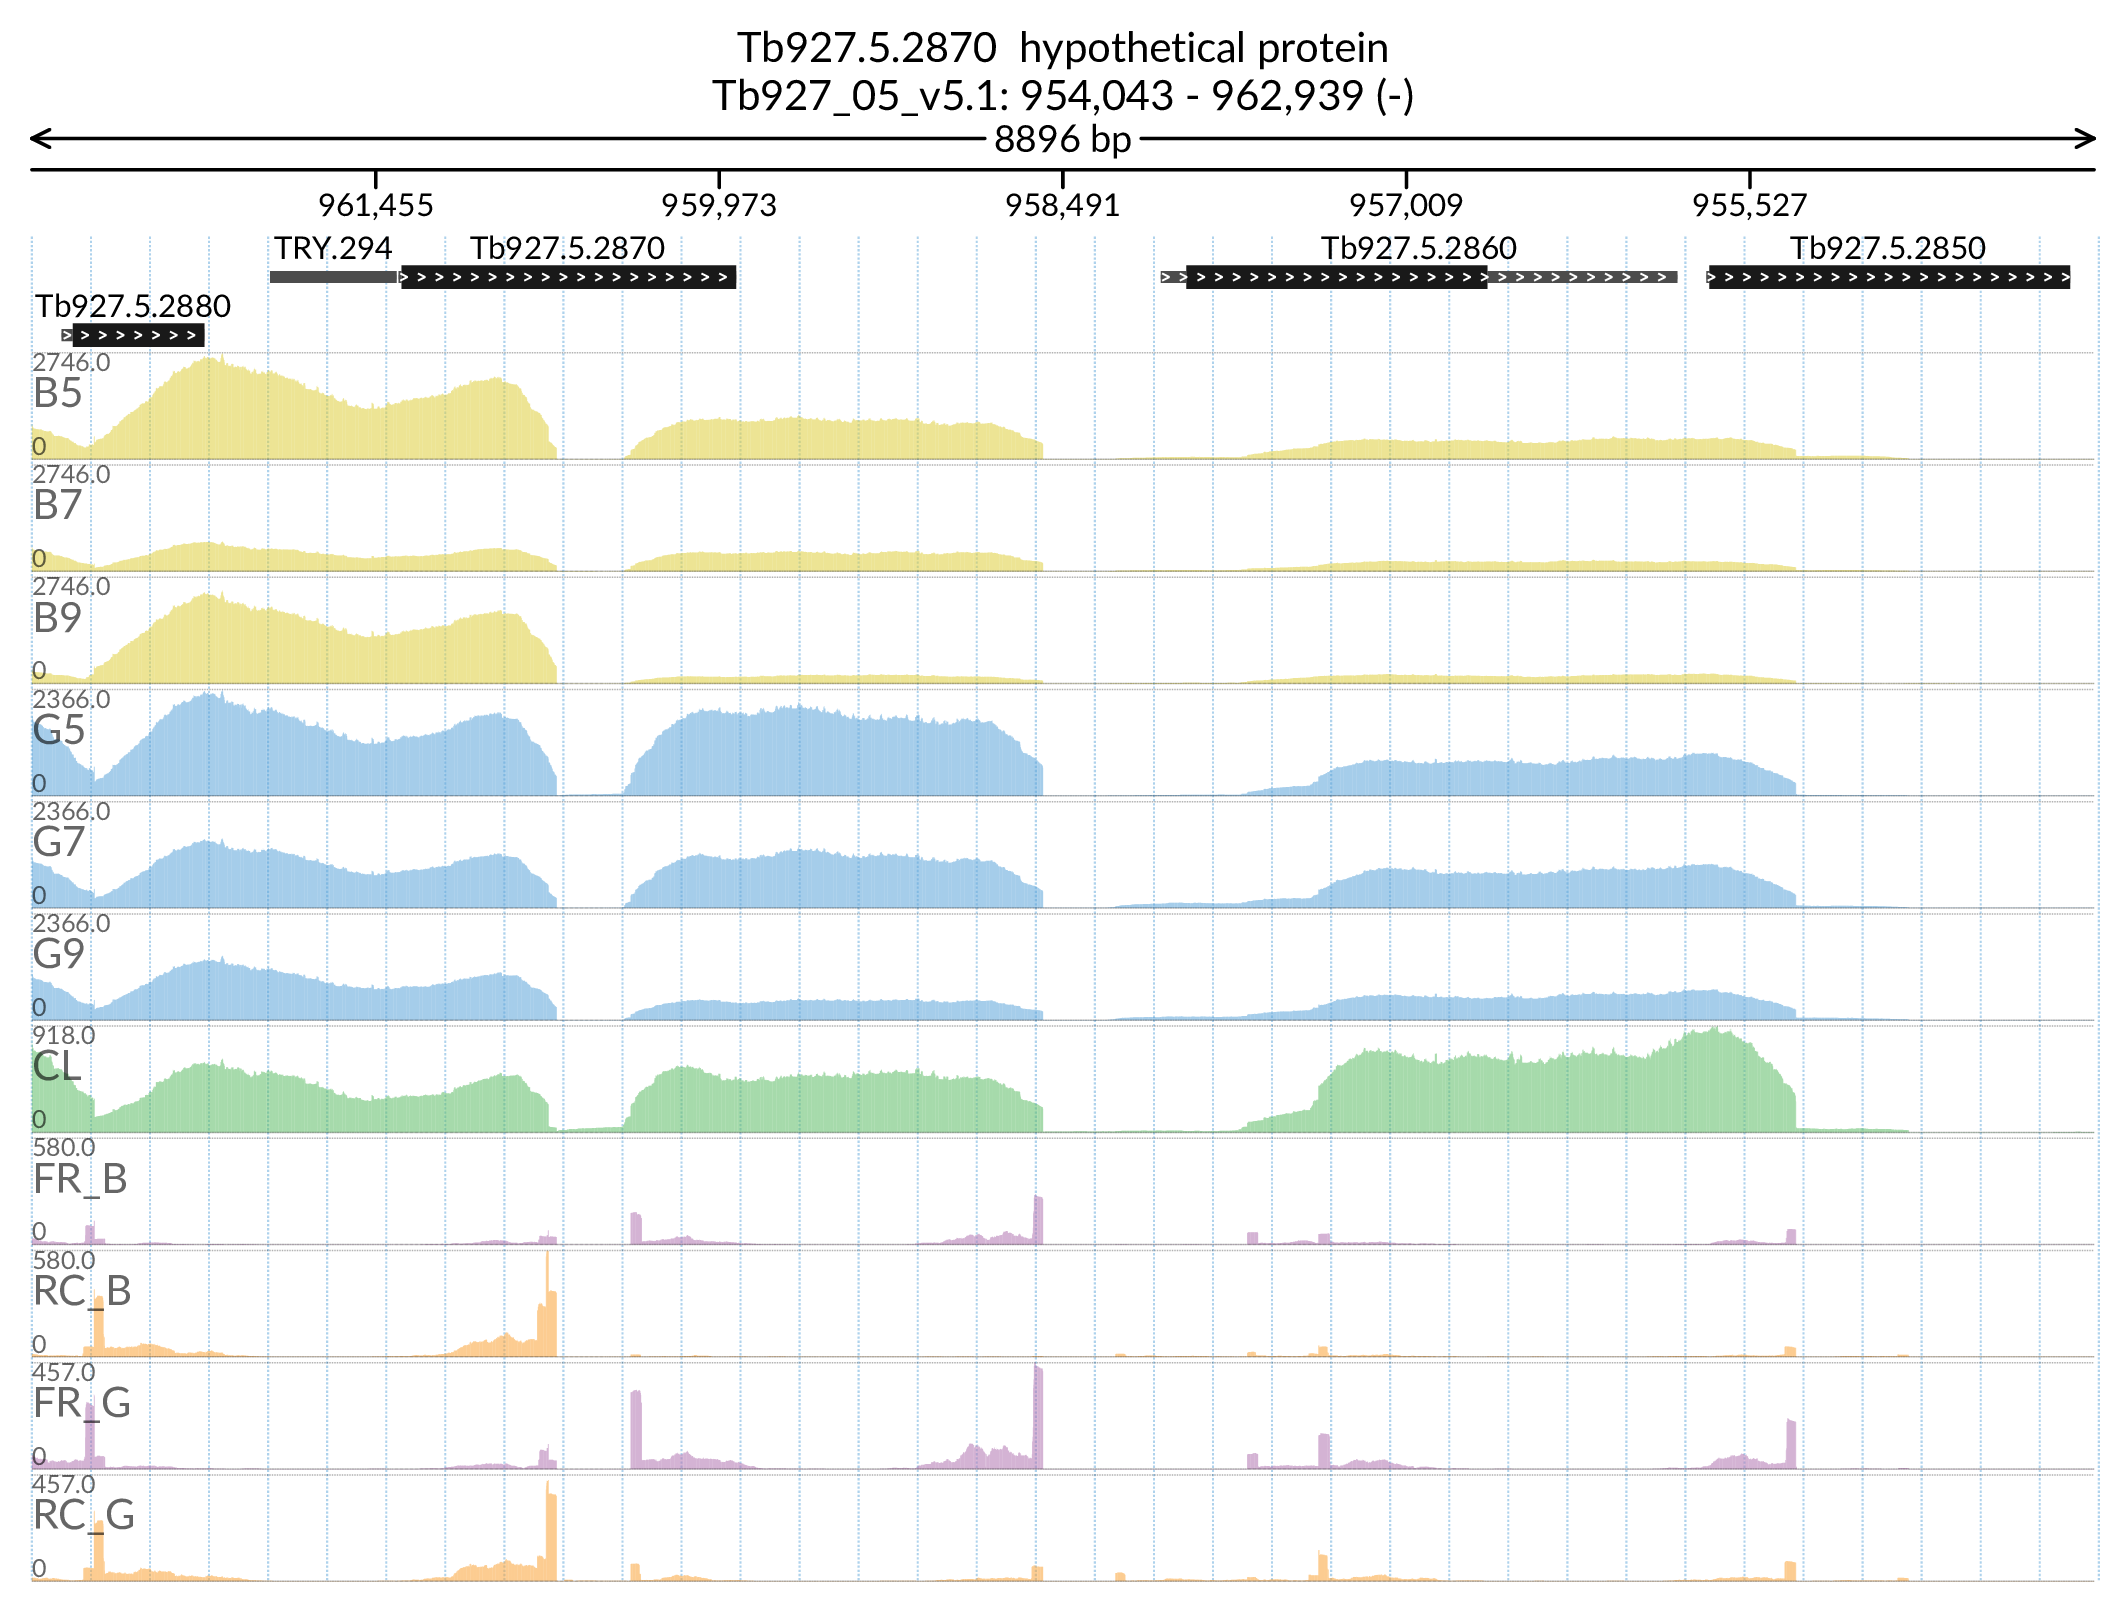 Tb927.5.2870  hypothetical protein
Tb927_05_v5.1: 954,043 - 962,939 (-)
8896 bp
961,455 959,973 958,491 957,009 955,527
TRY.294 Tb927.5.2870 Tb927.5.2860 Tb927.5.2850
Tb927.5.2880
2746.0
B5
0
2746.0
B7
0
2746.0
B9
0
2366.0
G5
0
2366.0
G7
0
2366.0
G9
0
918.0
CL
0
580.0
FR_B
0
580.0
RC_B
0
457.0
FR_G
0
457.0
RC_G
0